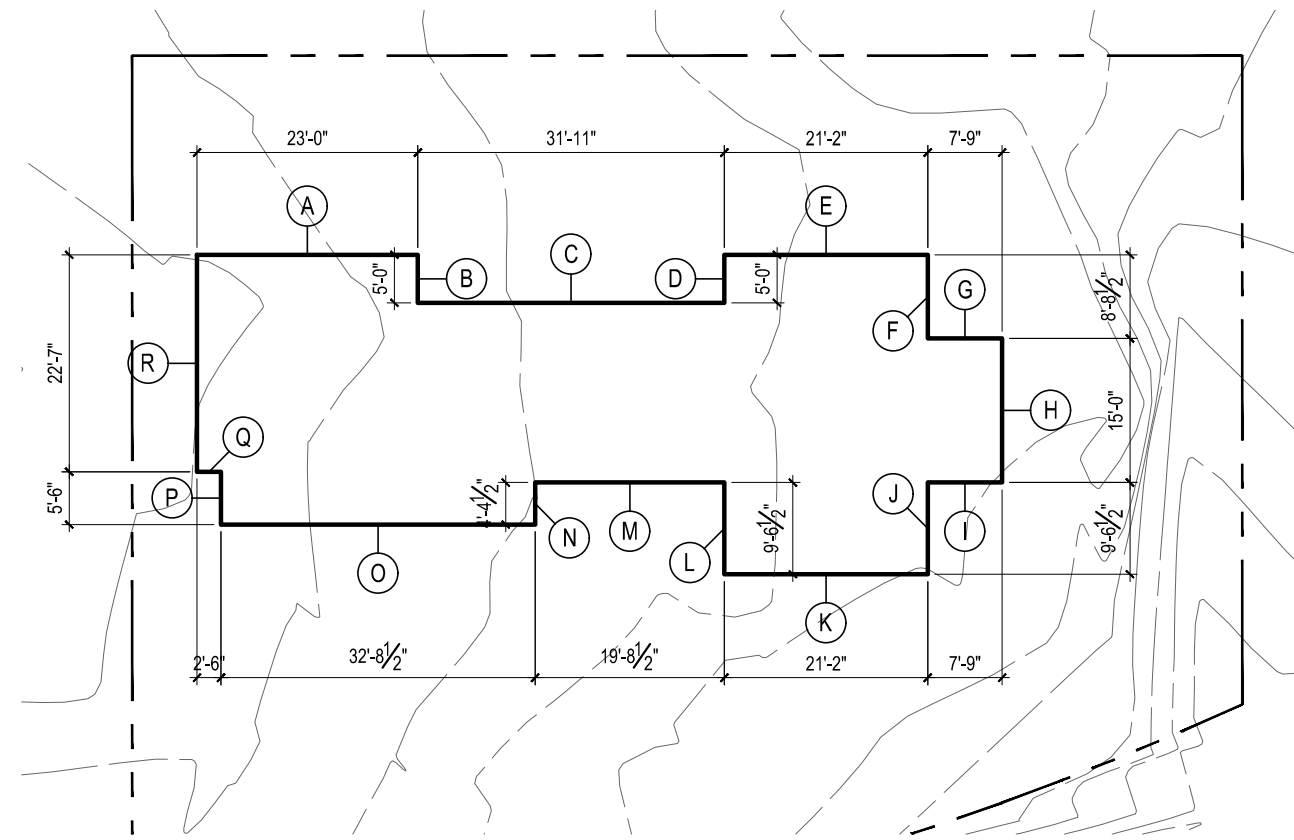 23'-0" 31'-11" 21'-2" 7'-9"
A E
C
B D
5'-0" 5'-0"
G
8'-8½"
F
R
22'-7"
H
15'-0"
Q
P
5'-6"
J
4'-4½"
N M I
9'-6½" 9'-6½"
L
O
K
2'-6" 32'-8½" 19'-8½" 21'-2" 7'-9"